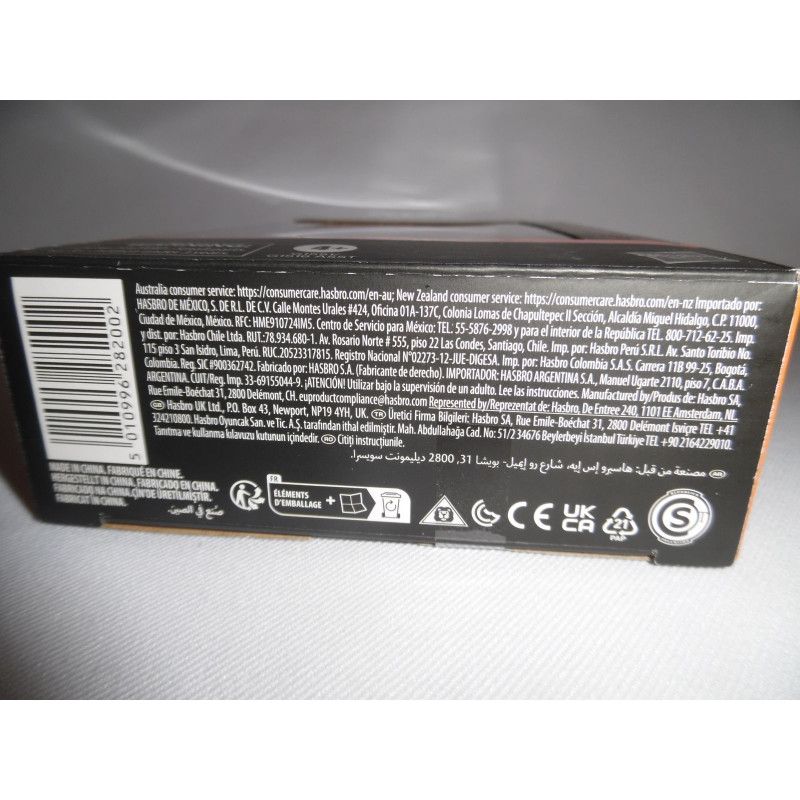 4+
Australia consumer service: https://consumercare.hasbro.com/en-au; New Zealand consumer service: https://consumercare.hasbro.com/en-nz Importado por:
HASBRO DE MÉXICO, S. DE R.L. DE C.V. Calle Montes Urales #424, Oficina 01A-137C, Colonia Lomas de Chapultepec II Sección, Alcaldía Miguel Hidalgo, C.P. 11000,
Ciudad de México, México. RFC: HME910724IM5. Centro de Servicio para México: TEL. 55-5876-2998 y para el interior de la República TEL. 800-712-62-25. Imp.
y dist. por: Hasbro Chile Ltd. RUT.:78.934.680-1. Av. Rosario Norte # 555, piso 22 Las Condes, Santiago, Chile. Imp. por: Hasbro Perú S.R.L. Av. Santo Toribio No.
115 piso 3 San Isidro, Lima, Perú. RUC.20523317815. Registro Nacional N°02273-12-JUE-DIGESA. Imp. por: Hasbro Colombia S.A.S. Carrera 11B 99-25, Bogotá,
Colombia. Reg. SIC #900362742. Fabricado por: HASBRO S.A. (Fabricante de derecho). IMPORTADOR: HASBRO ARGENTINA S.A., Manuel Ugarte 2110, piso 7, C.A.B.A.
ARGENTINA. CUIT/Reg. Imp. 33-69155044-9. ¡ATENCIÓN! Utilizar bajo la supervisión de un adulto. Lee las instrucciones. Manufactured by/Produs de: Hasbro SA,
Rue Emile-Boéchat 31, 2800 Delémont, CH. euproductcompliance@hasbro.com Represented by/Reprezentat de: Hasbro, De Entree 240, 1101 EE Amsterdam, NL.
GB Hasbro UK Ltd., P.O. Box 43, Newport, NP19 4YH, UK. TR Üretici Firma Bilgileri: Hasbro SA, Rue Emile-Boéchat 31, 2800 Delémont İsviçre TEL +41
324210800. Hasbro Oyuncak San. ve Tic. A.Ş. tarafından ithal edilmiştir. Mah. Abdullahağa Cad. No: 51/2 34676 Beylerbeyi İstanbul Türkiye TEL +90 2164229010.
Tanıtma ve kullanma kılavuzu kutunun içindedir. RO Citiți instrucțiunile.
AR مصنعة من قبل: هاسبرو إس إيه، شارع رو إميل- بويشا 31, 2800 ديليمونت سويسرا.
5 010996 282002
MADE IN CHINA. FABRIQUÉ EN CHINE.
HERGESTELLT IN CHINA. FABRICADO EN CHINA.
FABRICADO NA CHINA. ÇİN'DE ÜRETİLMİŞTİR.
FABRICAT ÎN CHINA.
صُنع في الصين.
FR
ÉLÉMENTS
D'EMBALLAGE
+
CE
UK
CA
21
PAP
S